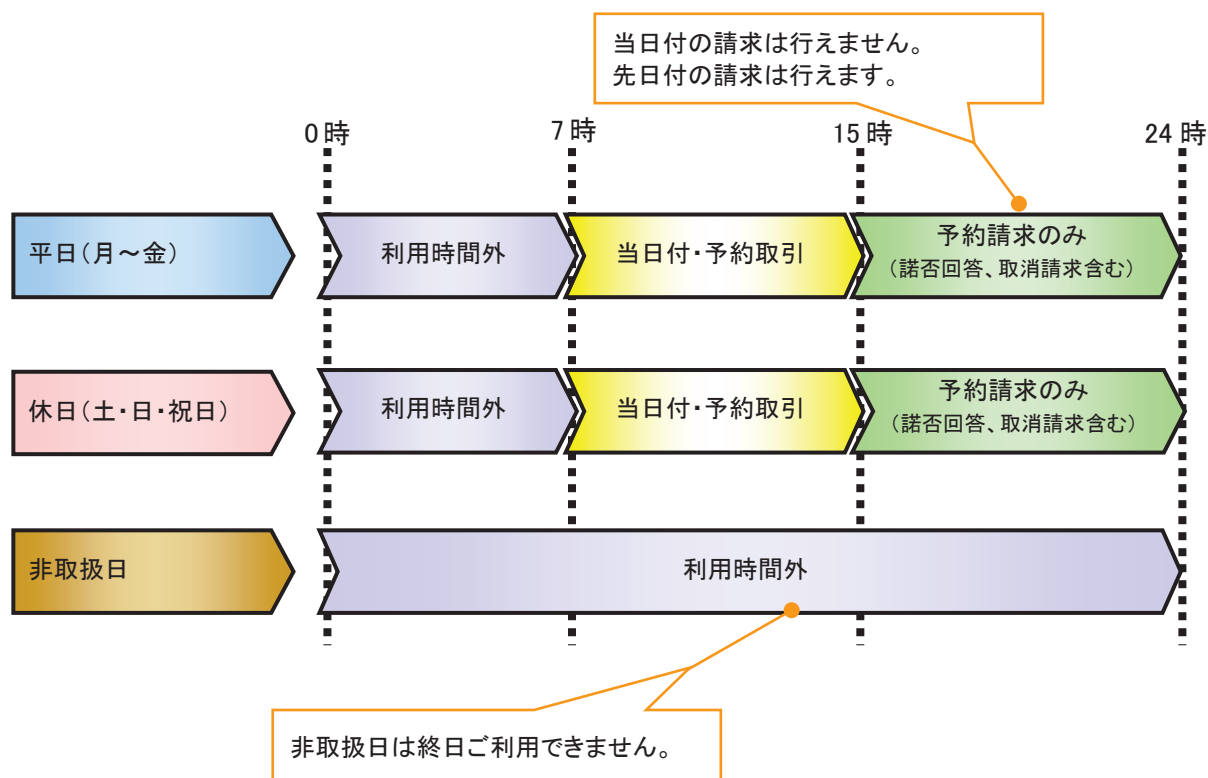 当日付の請求は行えません。
先日付の請求は行えます。
0時
7時
15時
24時
平日(月～金)
利用時間外
当日付・予約取引
予約請求のみ
(諾否回答、取消請求含む)
休日(土・日・祝日)
利用時間外
当日付・予約取引
予約請求のみ
(諾否回答、取消請求含む)
非取扱日
利用時間外
非取扱日は終日ご利用できません。